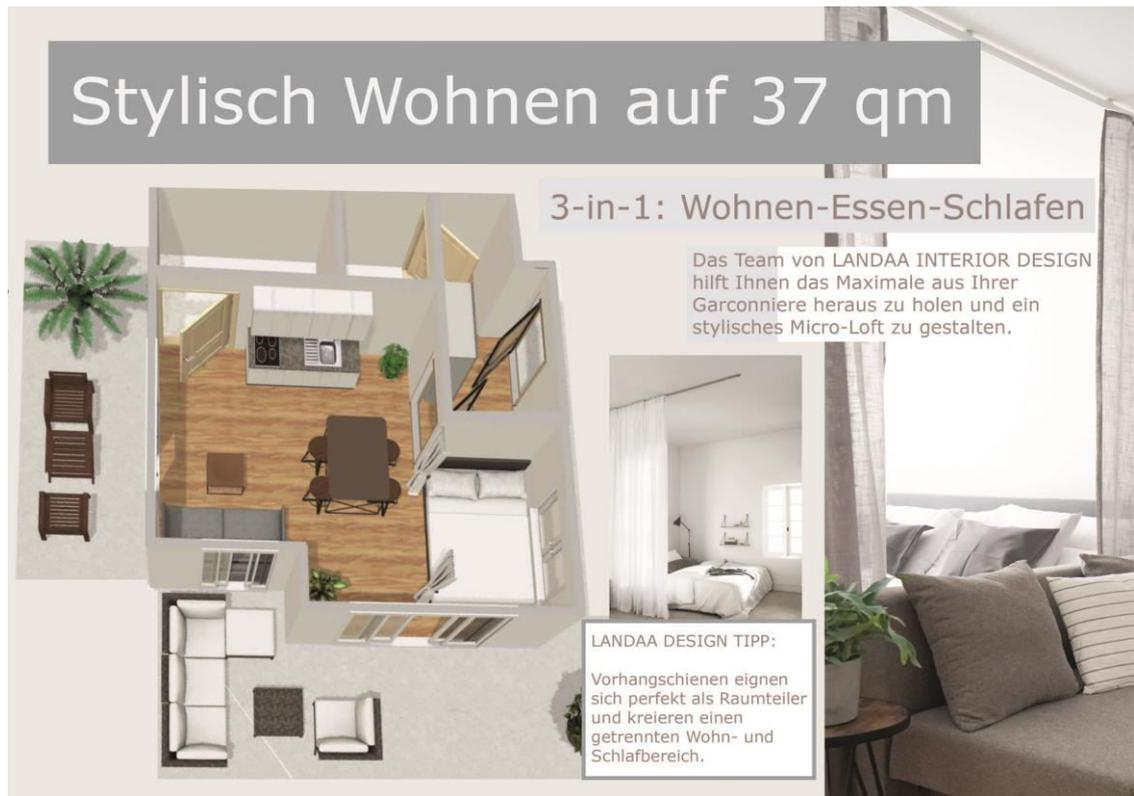 Stylisch Wohnen auf 37 qm
3-in-1: Wohnen-Essen-Schlafen
Das Team von LANDAA INTERIOR DESIGN
hilft Ihnen das Maximale aus Ihrer
Garconniere heraus zu holen und ein
stylisches Micro-Loft zu gestalten.
LANDAA DESIGN TIPP:
Vorhangschienen eignen
sich perfekt als Raumteiler
und kreieren einen
getrennten Wohn- und
Schlafbereich.